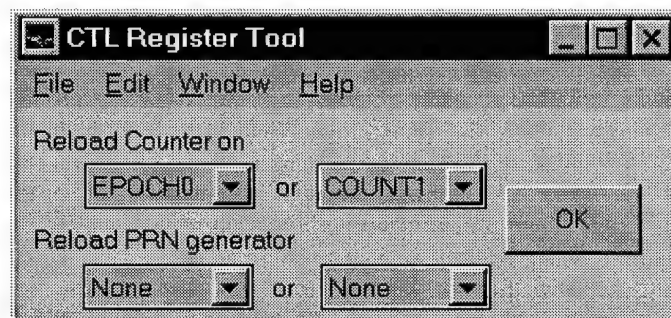 CTL Register Tool
File Edit Window Help
Reload Counter on
EPOCH0 or COUNT1
OK
Reload PRN generator
None or None